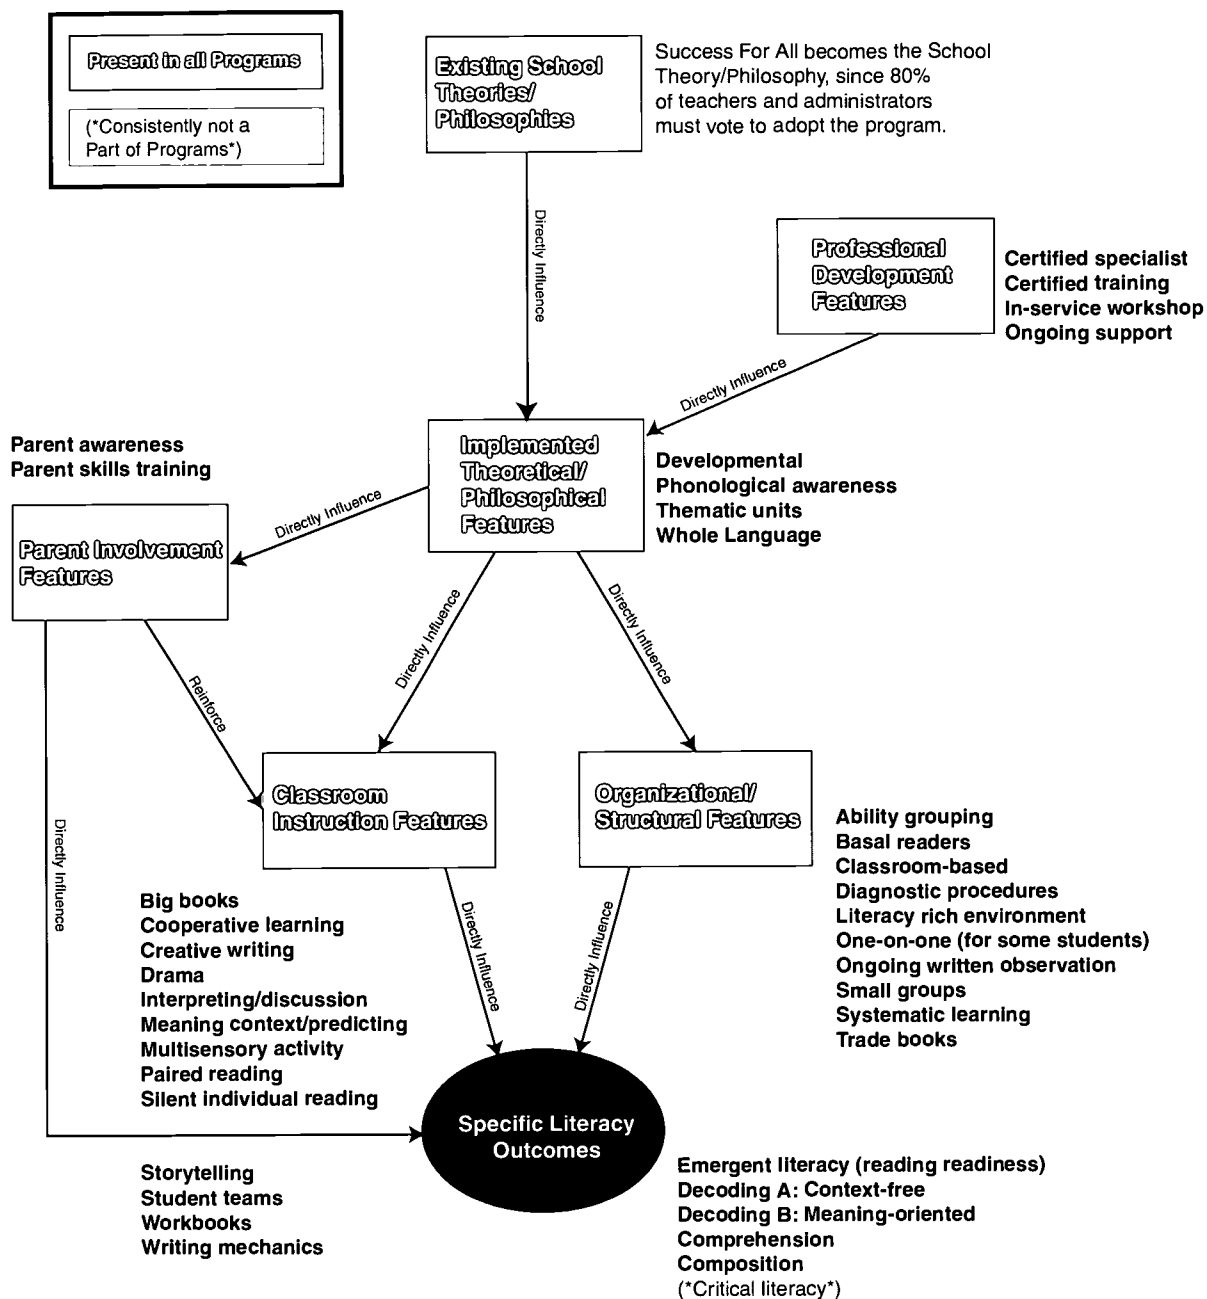 Present in all Programs
(*Consistently not a
Part of Programs*)
Existing School
Theories/
Philosophies
Success For All becomes the School
Theory/Philosophy, since 80%
of teachers and administrators
must vote to adopt the program.
Directly Influence
Professional
Development
Features
Certified specialist
Certified training
In-service workshop
Ongoing support
Directly Influence
Implemented
Theoretical/
Philosophical
Features
Developmental
Phonological awareness
Thematic units
Whole Language
Parent awareness
Parent skills training
Directly Influence
Parent Involvement
Features
Directly Influence
Directly Influence
Reinforce
Directly Influence
Classroom
Instruction Features
Organizational/
Structural Features
Ability grouping
Basal readers
Classroom-based
Diagnostic procedures
Literacy rich environment
One-on-one (for some students)
Ongoing written observation
Small groups
Systematic learning
Trade books
Directly Influence
Directly Influence
Big books
Cooperative learning
Creative writing
Drama
Interpreting/discussion
Meaning context/predicting
Multisensory activity
Paired reading
Silent individual reading
Storytelling
Student teams
Workbooks
Writing mechanics
Specific Literacy
Outcomes
Emergent literacy (reading readiness)
Decoding A: Context-free
Decoding B: Meaning-oriented
Comprehension
Composition
(*Critical literacy*)